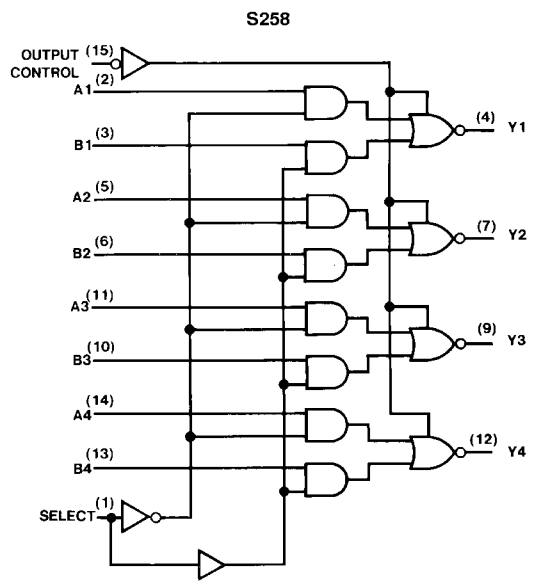 S258
OUTPUT (15)
CONTROL
A1 (2)
B1 (3)
A2 (5)
B2 (6)
A3 (11)
B3 (10)
A4 (14)
B4 (13)
SELECT (1)
(4) Y1
(7) Y2
(9) Y3
(12) Y4